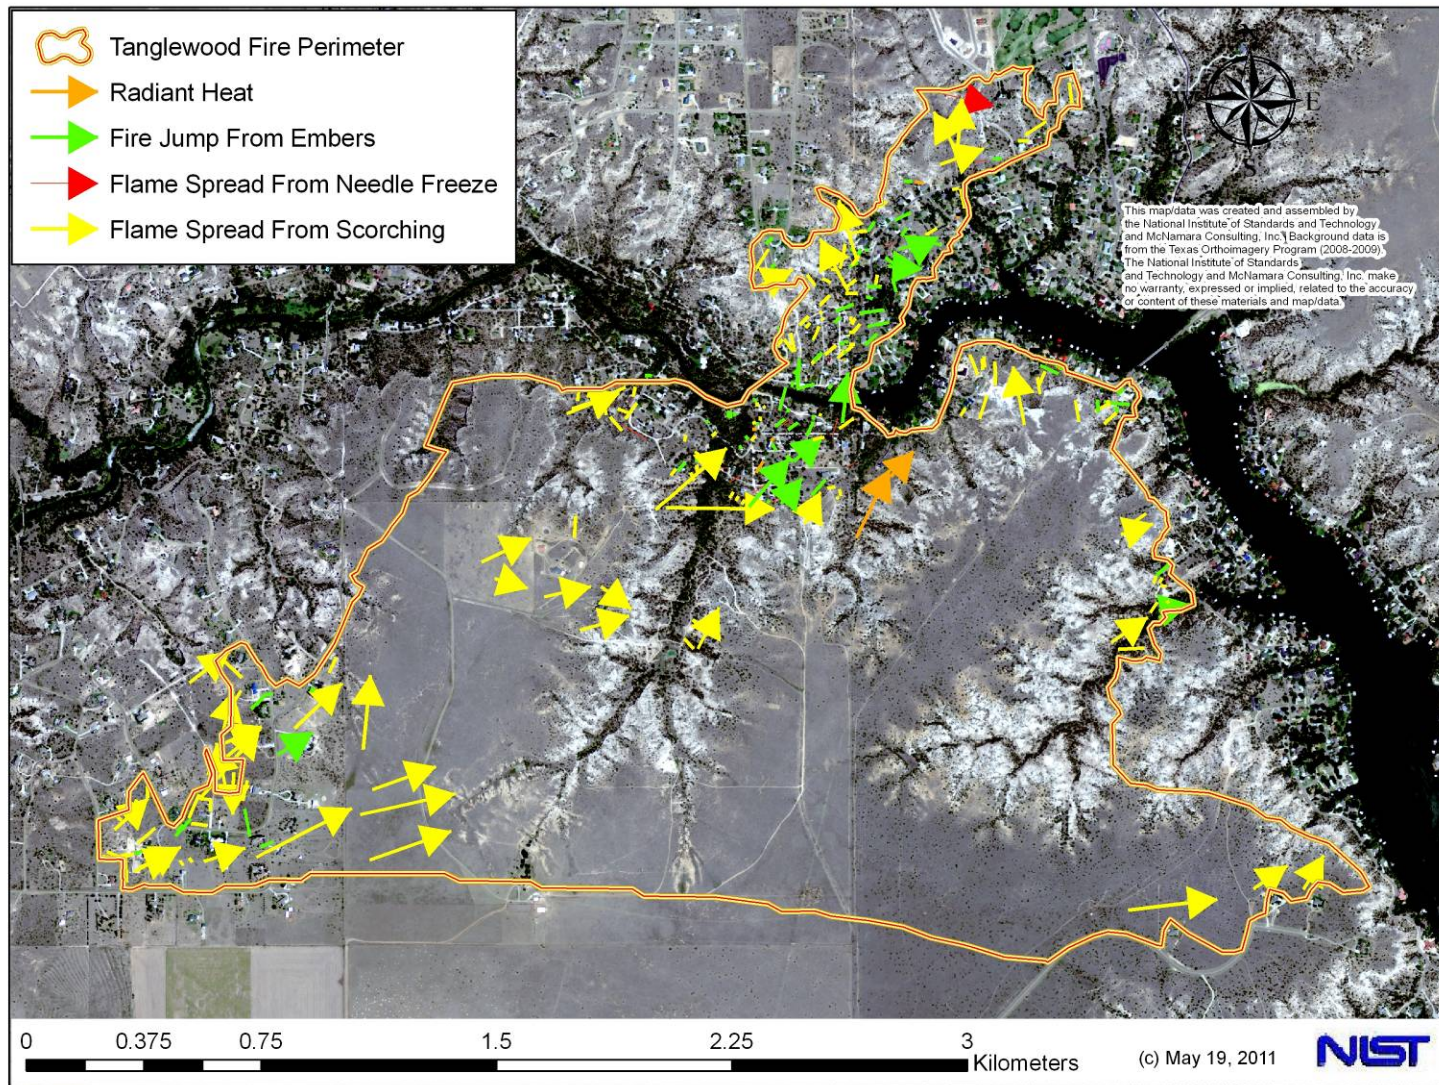 Tanglewood Fire Perimeter
Radiant Heat
Fire Jump From Embers
Flame Spread From Needle Freeze
Flame Spread From Scorching
E
S
This map/data was created and assembled by
the National Institute of Standards and Technology
and McNamara Consulting, Inc. Background data is
from the Texas Orthoimagery Program (2008-2009).
The National Institute of Standards
and Technology and McNamara Consulting, Inc. make
no warranty, expressed or implied, related to the accuracy
or content of these materials and map/data.
0 0.375 0.75 1.5 2.25 3
Kilometers
(c) May 19, 2011
NIST